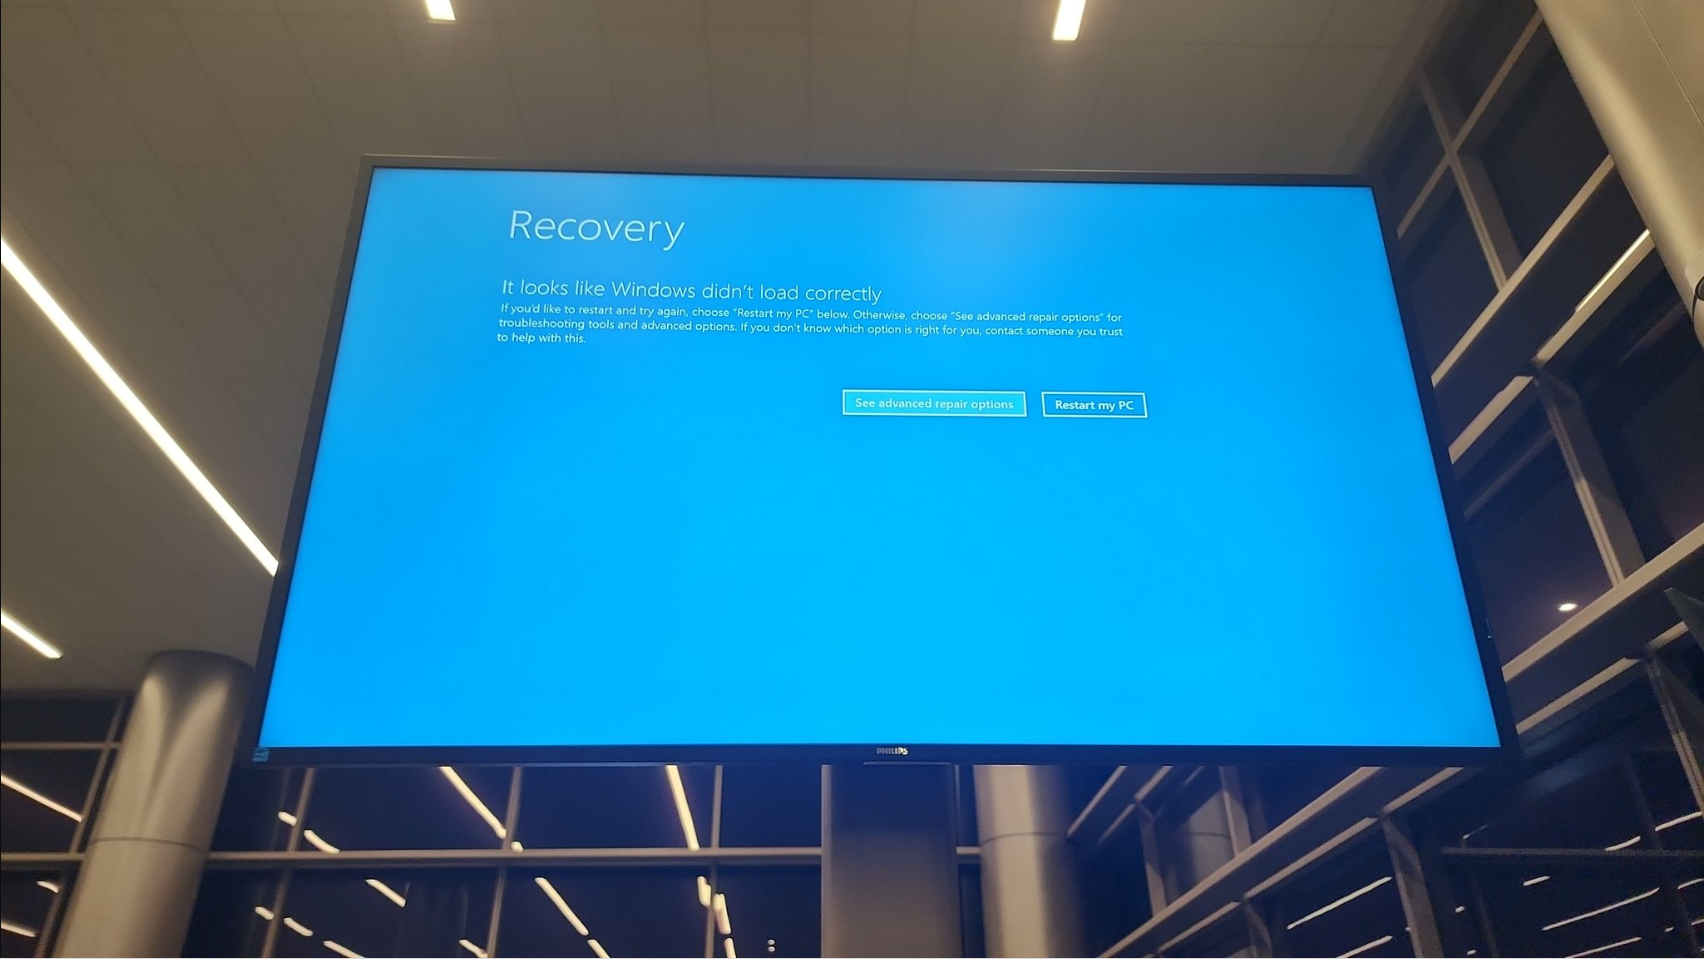 Recovery
It looks like Windows didn't load correctly
If you'd like to restart and try again, choose "Restart my PC" below. Otherwise, choose "See advanced repair options" for
troubleshooting tools and advanced options. If you don't know which option is right for you, contact someone you trust
to help with this.
See advanced repair options
Restart my PC
PHILIPS